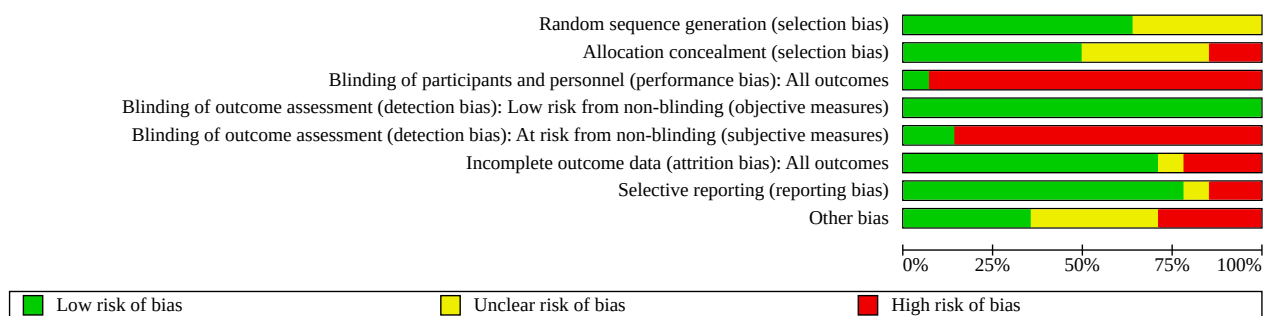 Random sequence generation (selection bias)
Allocation concealment (selection bias)
Blinding of participants and personnel (performance bias): All outcomes
Blinding of outcome assessment (detection bias): Low risk from non-blinding (objective measures)
Blinding of outcome assessment (detection bias): At risk from non-blinding (subjective measures)
Incomplete outcome data (attrition bias): All outcomes
Selective reporting (reporting bias)
Other bias
0% 25% 50% 75% 100%
Low risk of bias Unclear risk of bias High risk of bias